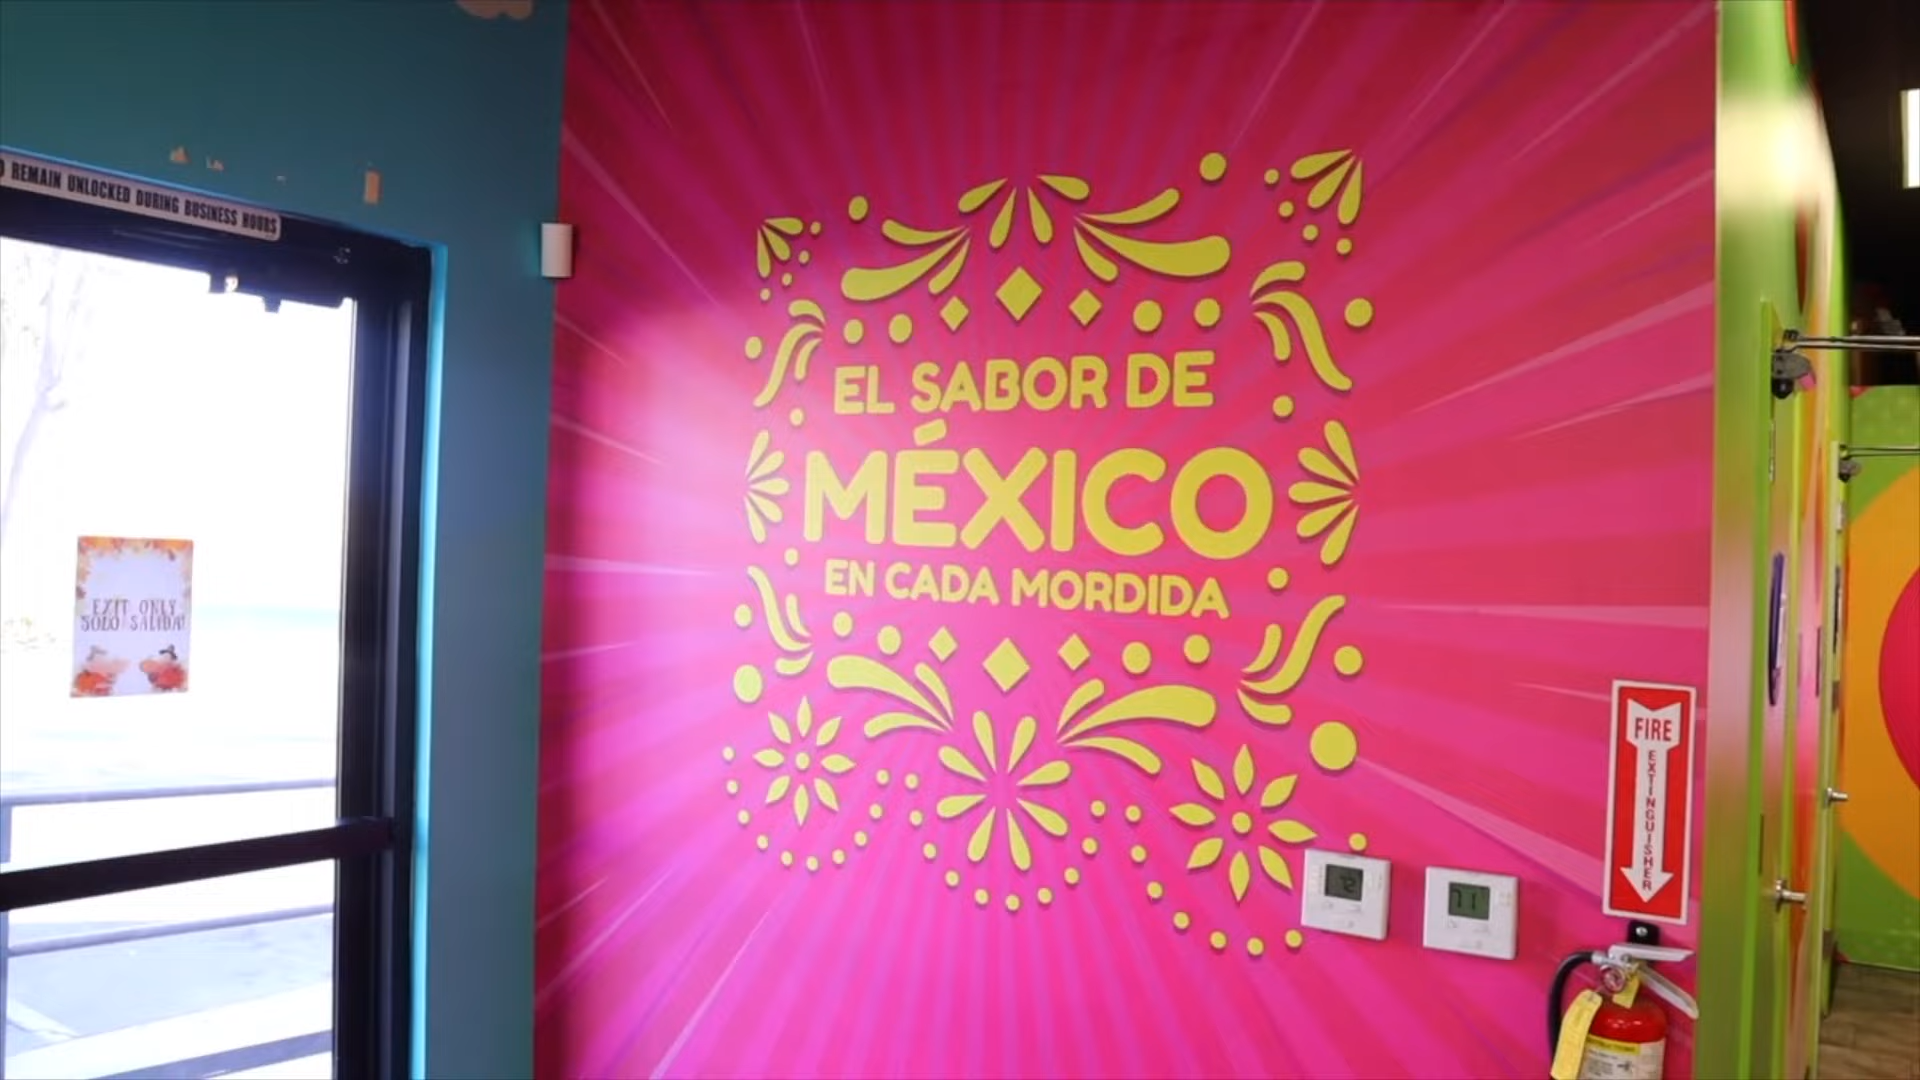 REMAIN UNLOCKED DURING BUSINESS HOURS
EL SABOR DE
MÉXICO
EN CADA MORDIDA
EXIT ONLY
SOLO SALIDA!
FIRE
EXTINGUISHER
72
71